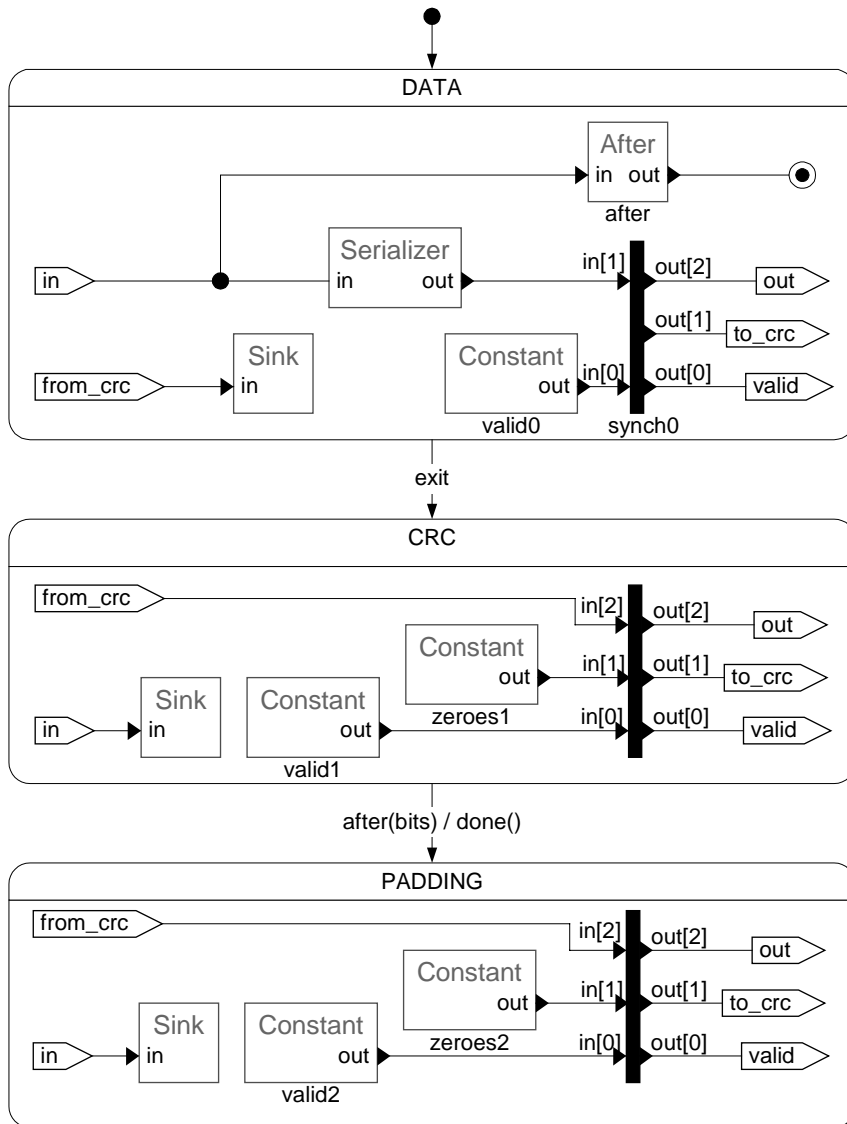 DATA
After
in out
after
Serializer
in[1] out[2]
in in out out
out[1]
Sink Constant to_crc
from_crc in in[0] out[0]
out valid
valid0 synch0
exit
CRC
from_crc in[2] out[2]
out
Constant
in[1] out[1]
Sink Constant out to_crc
zeroes1 in[0] out[0]
in in out valid
valid1
after(bits) / done()
PADDING
from_crc in[2] out[2]
out
Constant
in[1] out[1]
Sink Constant out to_crc
zeroes2 in[0] out[0]
in in out valid
valid2